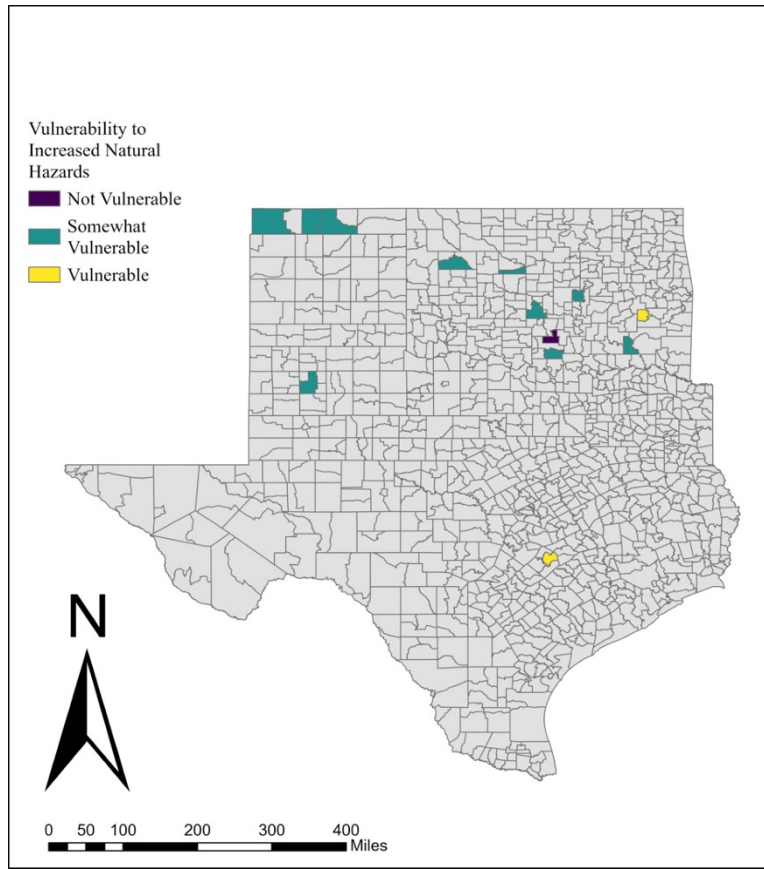 Vulnerability to
Increased Natural
Hazards
Not Vulnerable
Somewhat
Vulnerable
Vulnerable
N
0 50 100 200 300 400
Miles